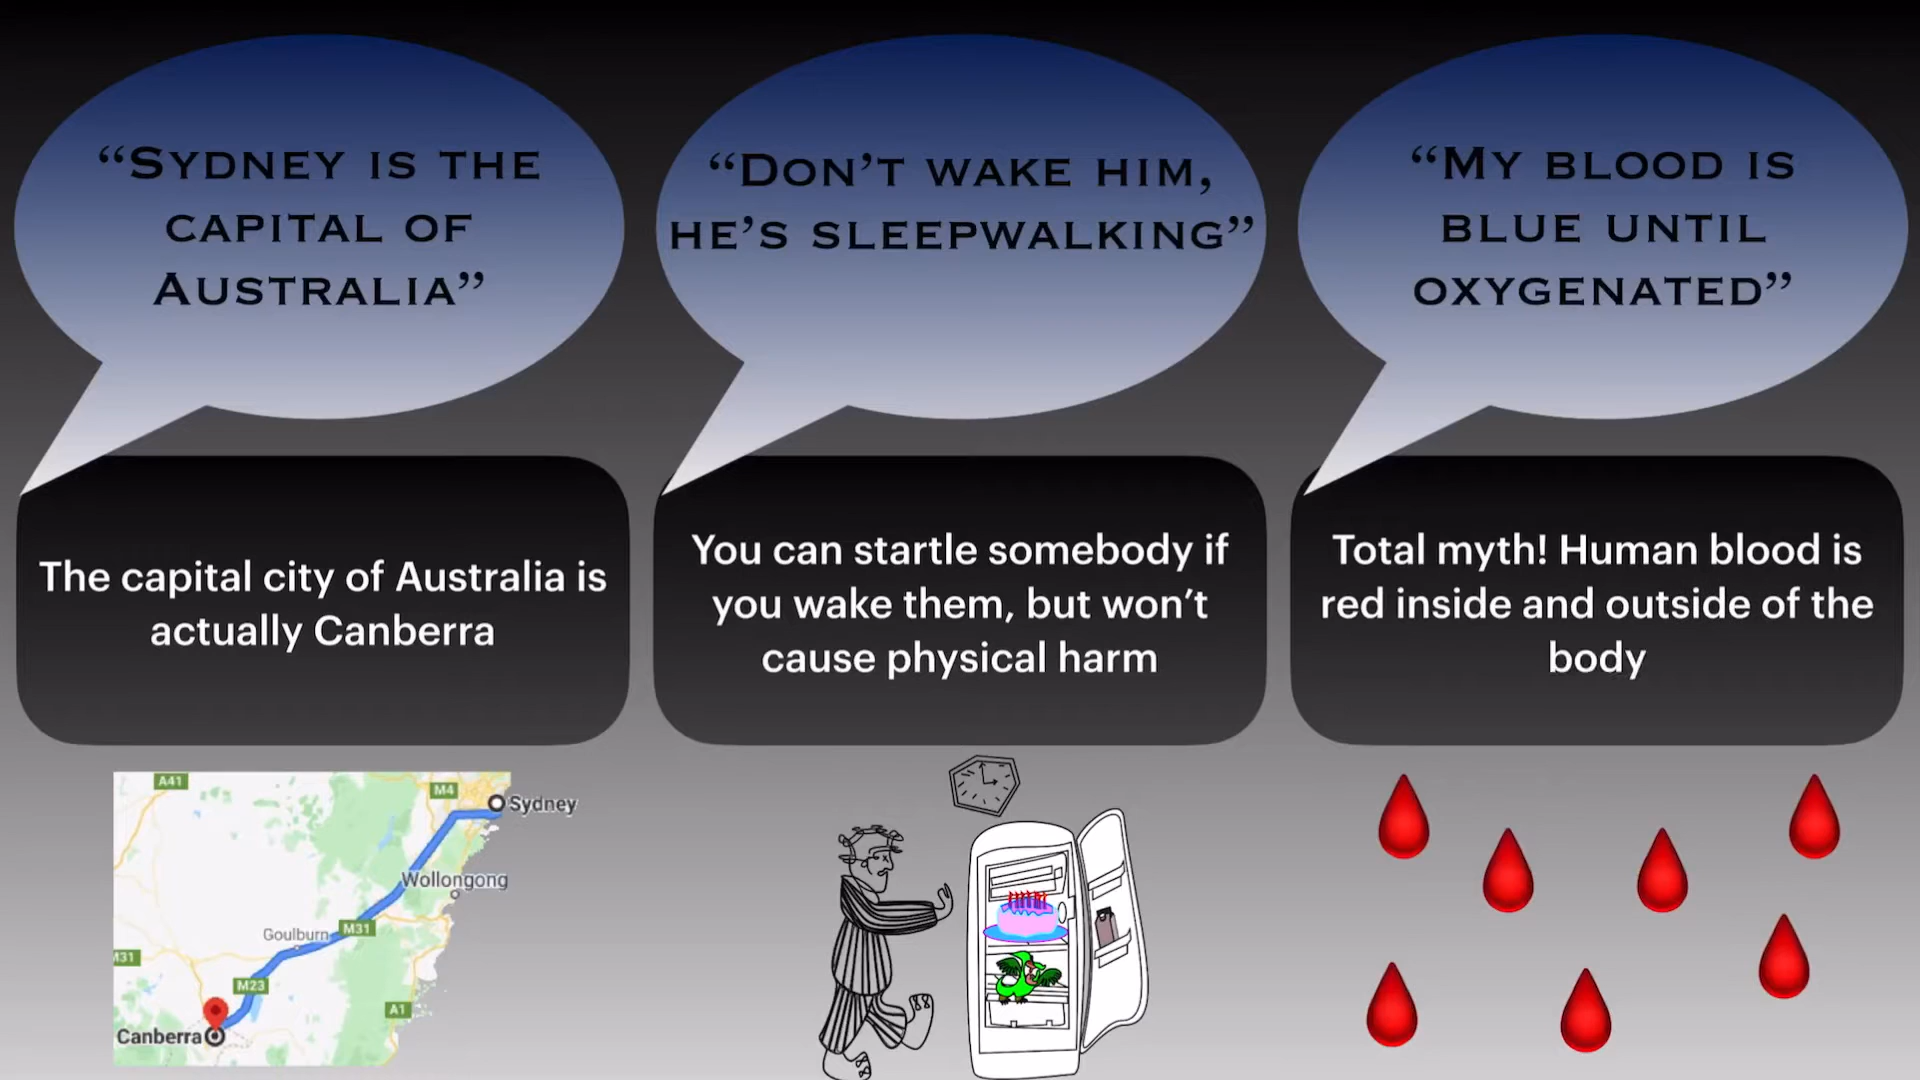 “Sydney is the
capital of
Australia”
The capital city of Australia is
actually Canberra
A41
M4
Sydney
Wollongong
Goulburn
M31
M31
M23
A1
Canberra
“Don’t wake him,
he’s sleepwalking”
You can startle somebody if
you wake them, but won’t
cause physical harm
“My blood is
blue until
oxygenated”
Total myth! Human blood is
red inside and outside of the
body